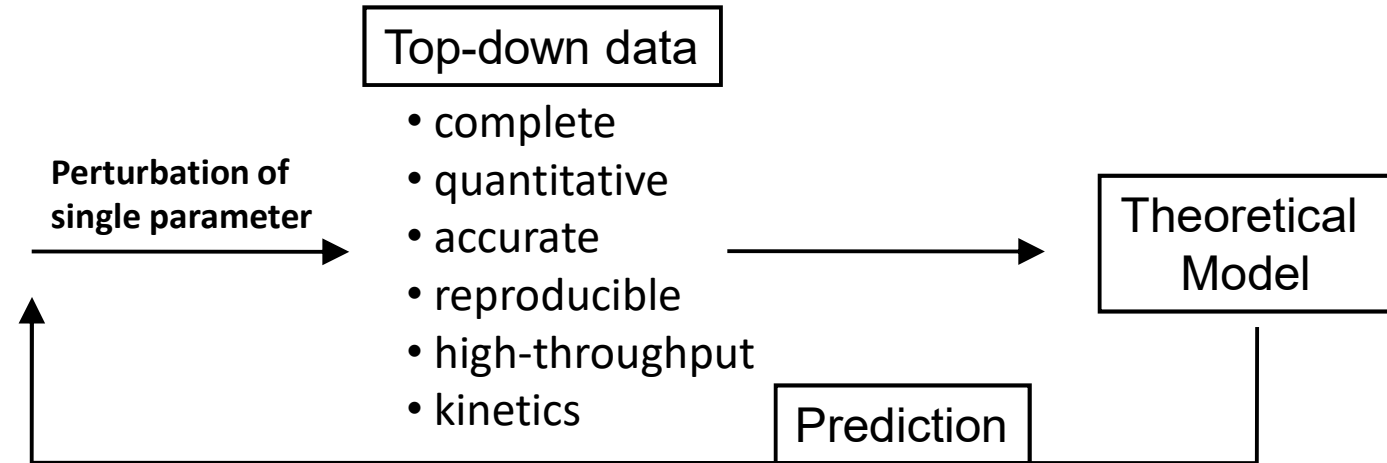 Top-down data
• complete
• quantitative
• accurate
• reproducible
• high-throughput
• kinetics
Perturbation of
single parameter
Theoretical
Model
Prediction